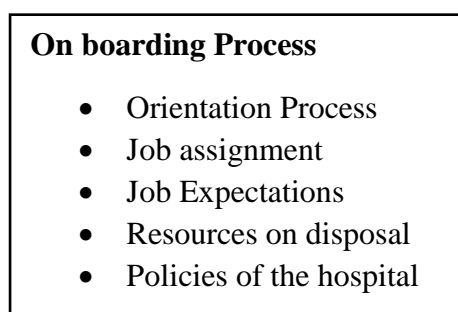 On boarding Process
• Orientation Process
• Job assignment
• Job Expectations
• Resources on disposal
• Policies of the hospital